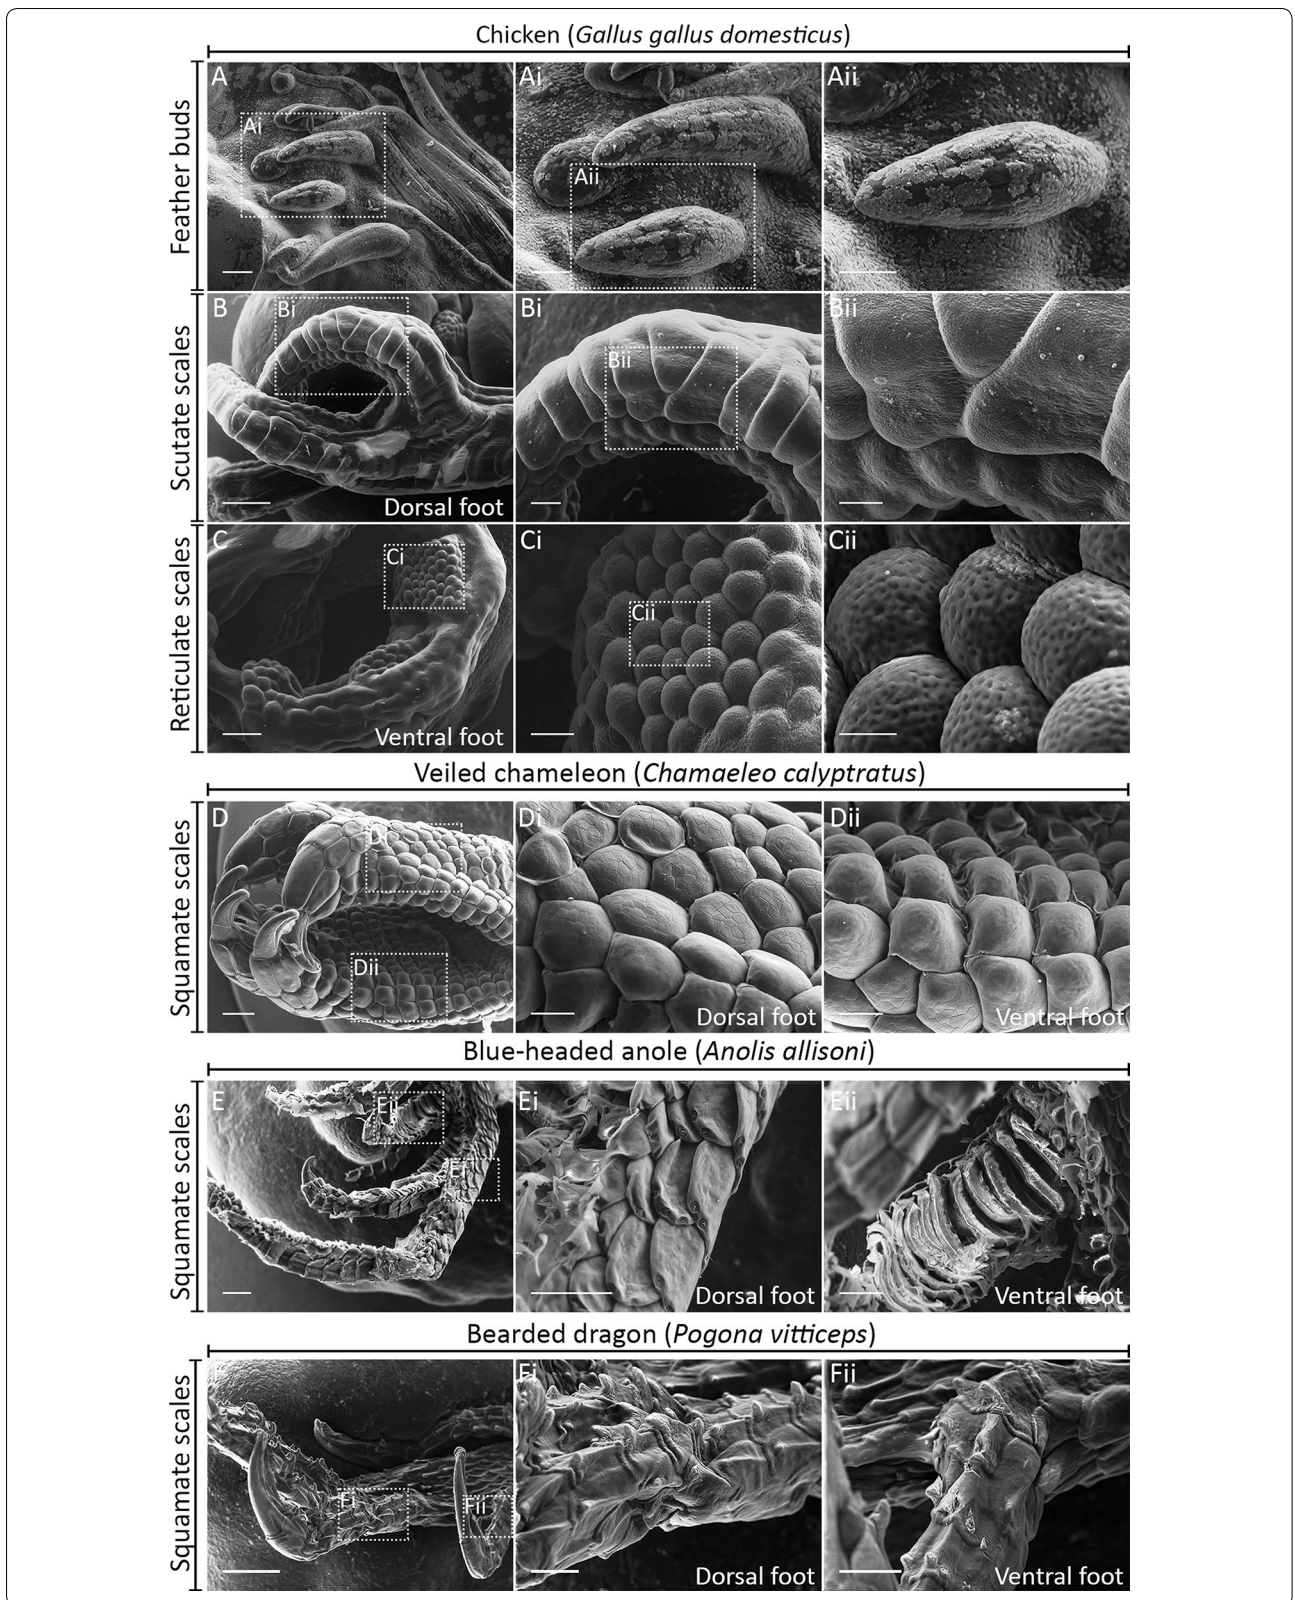 Chicken (Gallus gallus domesticus)
Feather buds
A
Ai
Ai
Aii
Aii
Scutate scales
B
Bi
Dorsal foot
Bi
Bii
Bii
Reticulate scales
C
Ci
Ventral foot
Ci
Cii
Cii
Veiled chameleon (Chamaeleo calyptratus)
Squamate scales
D
Dii
Di
Dorsal foot
Dii
Ventral foot
Blue-headed anole (Anolis allisoni)
Squamate scales
E
Eii
Ei
Ei
Dorsal foot
Eii
Ventral foot
Bearded dragon (Pogona vitticeps)
Squamate scales
Fi
Fii
Fi
Dorsal foot
Fii
Ventral foot